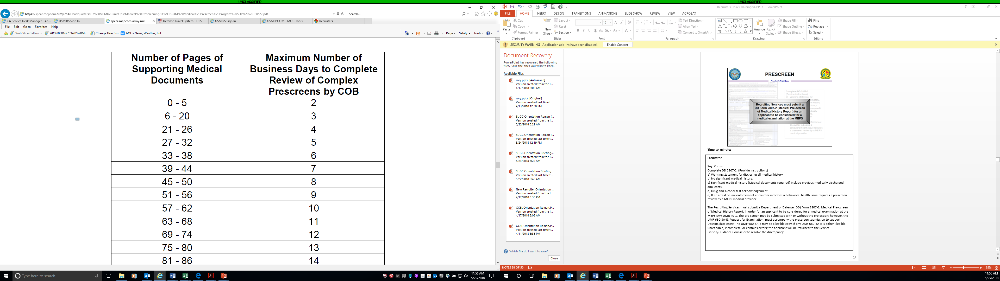 UNCLASSIFIED
https://spear.mepcom.army.mil/Headquarters/J-7%20MEMD/ClinicOps/Medical%20Prescreening/USMEPCOM%20Medical%20Prescreen%20Program%20SOP%20v20180522.pdf
Search...
CA Service Desk Manager - An...
USMIRS Sign In
spear.mepcom.army.mil
Defense Travel System - DTS
USMIRS Sign In
USMEPCOM - MOC Tools
Recruiters
File Edit Go to Favorites Help
Web Slice Gallery
AR%20601-270%20%20Mi...
Change User Ssn
AOL - News, Weather, Ent...
Page Safety Tools
Number of Pages of
Supporting Medical
Documents
Maximum Number of
Business Days to Complete
Review of Complex
Prescreens by COB
0 - 5 2
6 - 20 3
21 - 26 4
27 - 32 5
33 - 38 6
39 - 44 7
45 - 50 8
51 - 56 9
57 - 62 10
63 - 68 11
69 - 74 12
75 - 80 13
81 - 86 14
Type here to search
11:56 AM
5/25/2018
UNCLASSIFIED
Recruiters' Tasks Training v4.PPTX - PowerPoint
FILE HOME INSERT DESIGN TRANSITIONS ANIMATIONS SLIDE SHOW REVIEW VIEW ACROBAT
Paste
Cut
Copy
Format Painter
Clipboard
New
Slide
Layout
Reset
Section
Slides
16
Font
Text Direction
Align Text
Convert to SmartArt
Paragraph
Arrange
Quick
Styles
Shape Fill
Shape Outline
Shape Effects
Drawing
Find
Replace
Select
Editing
SECURITY WARNING Application add-ins have been disabled.
Enable Content
Document Recovery
PowerPoint has recovered the following
files. Save the ones you wish to keep.
Available Files
rory.pptx [Autosaved]
Version created from the l...
4/17/2018 3:08 AM
rory.pptx [Original]
Version created last time t...
4/13/2018 12:38 PM
SL GC Orientation Roman (...
Version created from the l...
5/23/2018 5:22 AM
SL GC Orientation Roman (...
Version created last time t...
5/24/2018 12:19 PM
SL GC Orientation Briefing...
Version created from the l...
5/23/2018 5:22 AM
SL GC Orientation Briefing...
Version created last time t...
5/22/2018 8:42 AM
New Recruiter Orientation ...
Version created from the l...
4/17/2018 3:30 PM
GCSL Orientation Roman.P...
Version created from the l...
4/17/2018 3:08 AM
GCSL Orientation Roman.P...
Version created last time t...
4/11/2018 3:38 PM
Which file do I want to save?
Close
PRESCREEN
Freedom's Front Door
Complete DD 2807-2.
(Provide instructions)
a) Warning statement for
Recruiting Services must submit a
DD Form 2807-2 (Medical Pre-screen
of Medical History Report) for an
applicant to be considered for a
medical examination at the MEPS
encounter indicates a
behavioral health issue requires
a prescreen review by a MEPS
medical provider.
Time: xx minutes
Facilitator
Say: Forms:
Complete DD 2807-2. (Provide instructions)
a) Warning statement for disclosing all medical history.
b) No significant medical history.
c) Significant medical history (Medical documents required) Include previous medically discharged
applicants.
d) Drug and Alcohol test acknowledgement.
e) If an arrest or law enforcement encounter indicates a behavioral health issue requires a prescreen
review by a MEPS medical provider.
The Recruiting Services must submit a Department of Defense (DD) Form 2807-2, Medical Pre-screen
of Medical History Report, in order for an applicant to be considered for a medical examination at the
MEPS IAW UMR 40-1. The pre-screen may be submitted with or without the projection; however, the
UMF 680-3A-E, Request for Examination, must accompany the prescreen submission to support
USMIRS data entry. The UMF 680-3A-E may be a legible copy. If any UMF 680-3A-E is either illegible,
unreadable, incomplete, or contains errors; the applicant will be returned to the Service
Liaison/Guidance Counselor to resolve the discrepancy.
28
NOTES 28 OF 50
83%
11:56 AM
5/25/2018